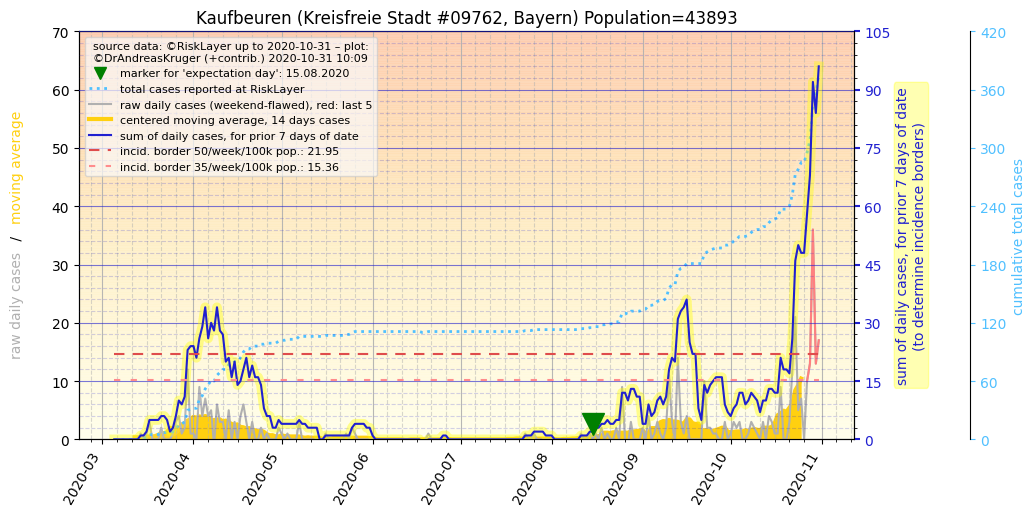 Kaufbeuren (Kreisfreie Stadt #09762, Bayern) Population=43893
source data: ©RiskLayer up to 2020-10-31 – plot:
©DrAndreasKruger (+contrib.) 2020-10-31 10:09
marker for 'expectation day': 15.08.2020
total cases reported at RiskLayer
raw daily cases (weekend-flawed), red: last 5
centered moving average, 14 days cases
sum of daily cases, for prior 7 days of date
incid. border 50/week/100k pop.: 21.95
incid. border 35/week/100k pop.: 15.36
raw daily cases / moving average
70
60
50
40
30
20
10
0
2020-03
2020-04
2020-05
2020-06
2020-07
2020-08
2020-09
2020-10
2020-11
105
90
75
60
45
30
15
0
sum of daily cases, for prior 7 days of date
(to determine incidence borders)
420
360
300
240
180
120
60
0
cumulative total cases